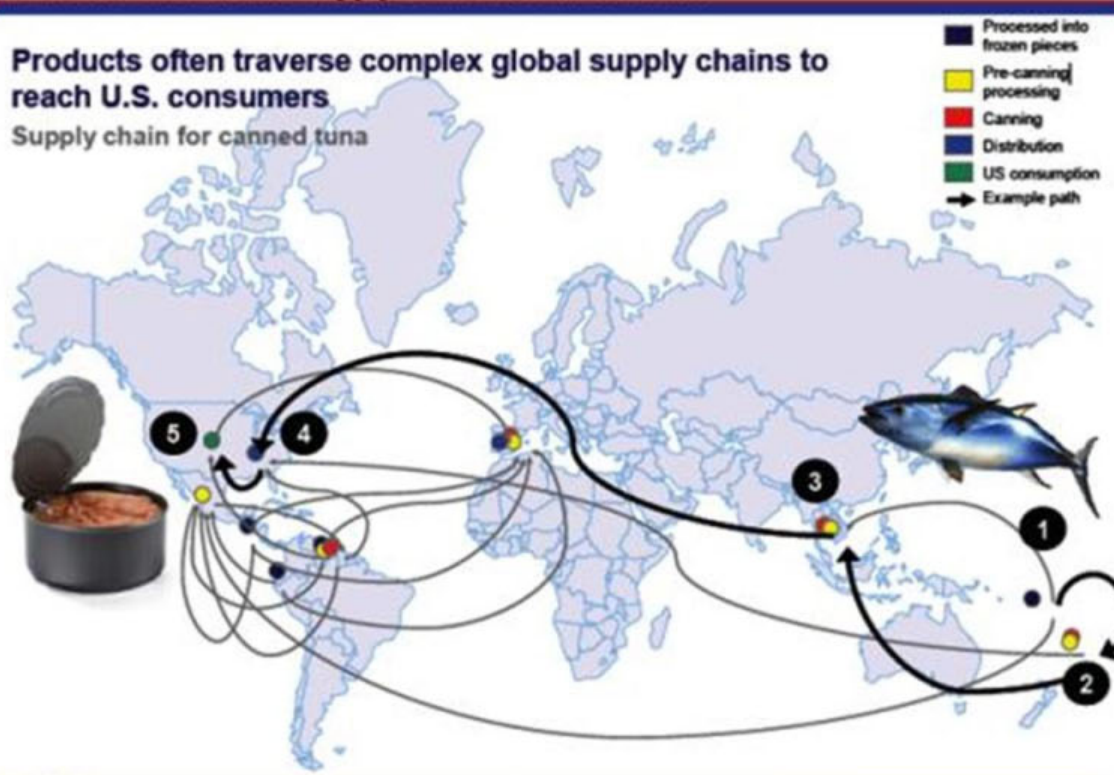 Products often traverse complex global supply chains to
reach U.S. consumers
Supply chain for canned tuna
Processed into
frozen pieces
Pre-canning
processing
Canning
Distribution
US consumption
Example path
5
4
3
1
2